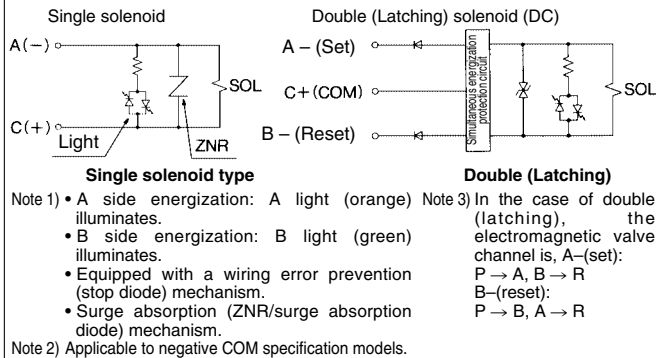 Single solenoid
A(−)
C(+)
Light
ZNR
SOL
Single solenoid type
Double (Latching) solenoid (DC)
A – (Set)
C+(COM)
B – (Reset)
Simultaneous energization
protection circuit
SOL
Double (Latching)
Note 1) • A side energization: A light (orange)
illuminates.
• B side energization: B light (green)
illuminates.
• Equipped with a wiring error prevention
(stop diode) mechanism.
• Surge absorption (ZNR/surge absorption
diode) mechanism.
Note 2) Applicable to negative COM specification models.
Note 3) In the case of double
(latching), the
electromagnetic valve
channel is, A–(set):
P → A, B → R
B–(reset):
P → B, A → R